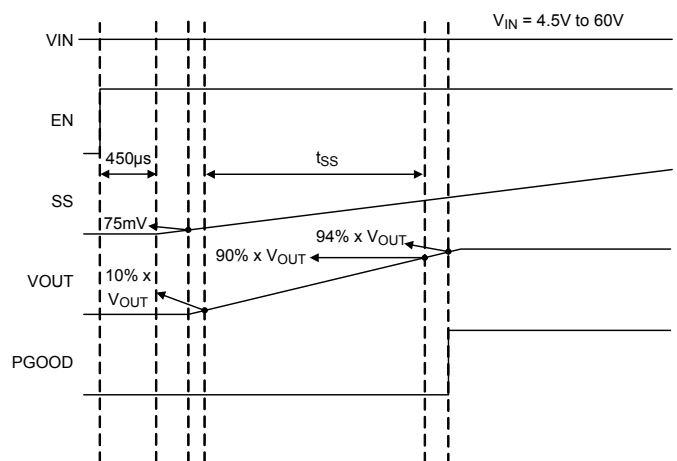 V_IN = 4.5V to 60V
VIN
EN
450µs
t_SS
SS
75mV
94% x V_OUT
90% x V_OUT
VOUT
10% x
V_OUT
PGOOD